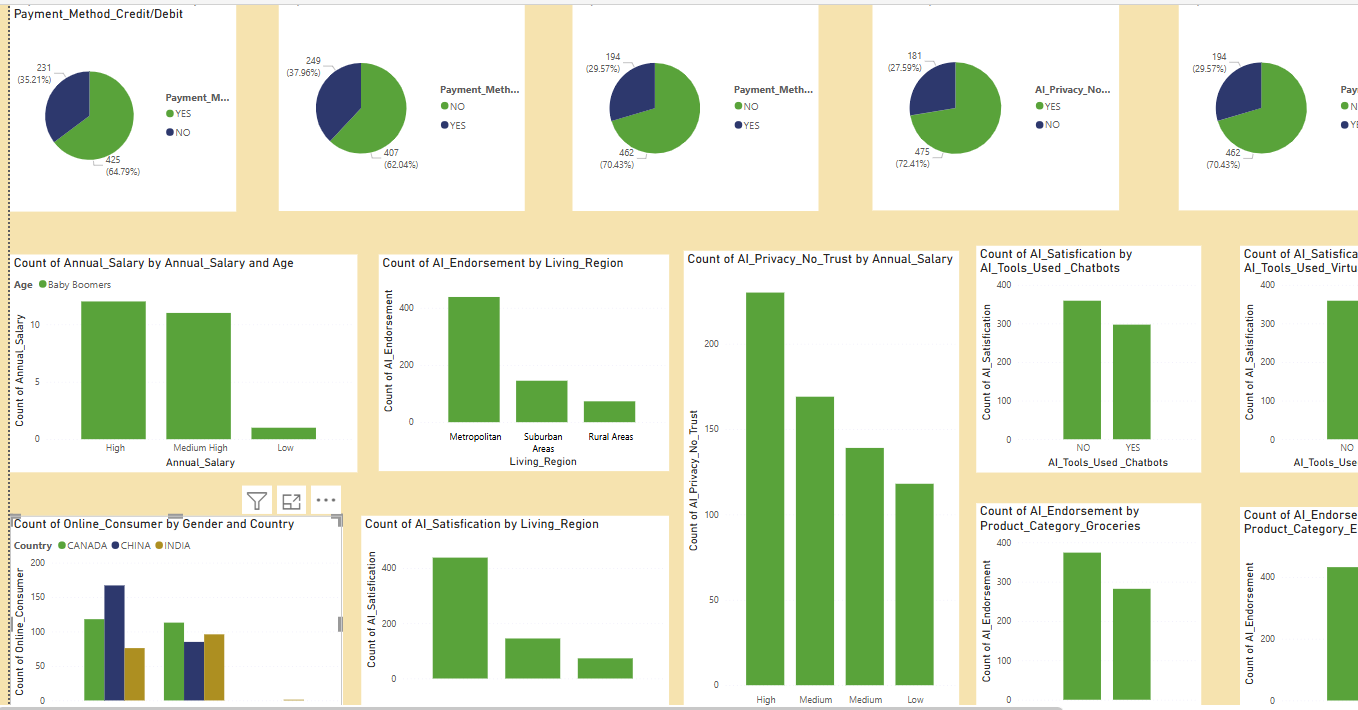 Payment_Method_Credit/Debit
231
(35.21%)
425
(64.79%)
Payment_M...
YES
NO
249
(37.96%)
407
(62.04%)
Payment_Meth...
NO
YES
194
(29.57%)
462
(70.43%)
Payment_Meth...
NO
YES
181
(27.59%)
475
(72.41%)
AI_Privacy_No...
YES
NO
194
(29.57%)
462
(70.43%)
Count of Annual_Salary by Annual_Salary and Age
Age Baby Boomers
Count of Annual_Salary
10
5
0
High
Medium High
Low
Annual_Salary
Count of AI_Endorsement by Living_Region
Count of AI_Endorsement
400
200
0
Metropolitan
Suburban
Areas
Rural Areas
Living_Region
Count of AI_Privacy_No_Trust by Annual_Salary
Count of AI_Privacy_No_Trust
200
150
100
50
0
High
Medium
Medium
Low
Count of AI_Satisfication by
AI_Tools_Used _Chatbots
Count of AI_Satisfication
400
300
200
100
0
NO
YES
AI_Tools_Used _Chatbots
Count of AI_Satisfica
AI_Tools_Used_Virtu
Count of AI_Satisfication
400
300
200
100
0
NO
AI_Tools_Use
Count of Online_Consumer by Gender and Country
Country CANADA CHINA INDIA
Count of Online_Consumer
200
150
100
50
0
Count of AI_Satisfication by Living_Region
Count of AI_Satisfication
400
200
0
Count of AI_Endorsement by
Product_Category_Groceries
Count of AI_Endorsement
400
300
200
100
0
Count of AI_Endorse
Product_Category_E
Count of AI_Endorsement
400
200
0